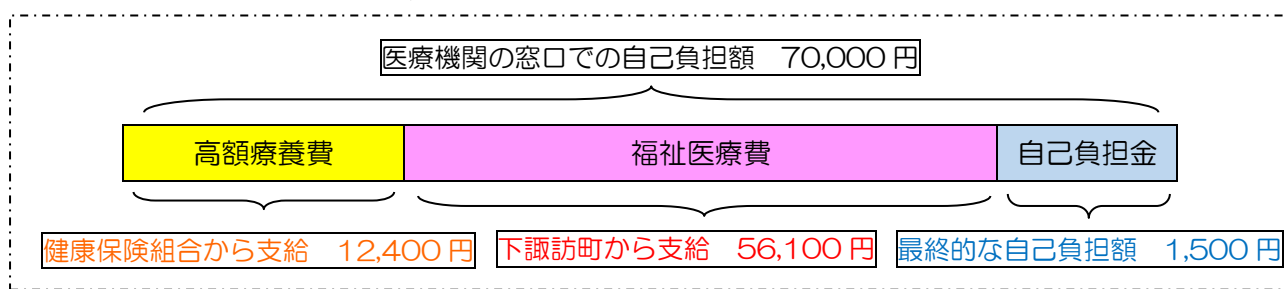 医療機関の窓口での自己負担額　70,000 円
高額療養費　福祉医療費　自己負担金
健康保険組合から支給　12,400 円　下諏訪町から支給　56,100 円　最終的な自己負担額　1,500 円